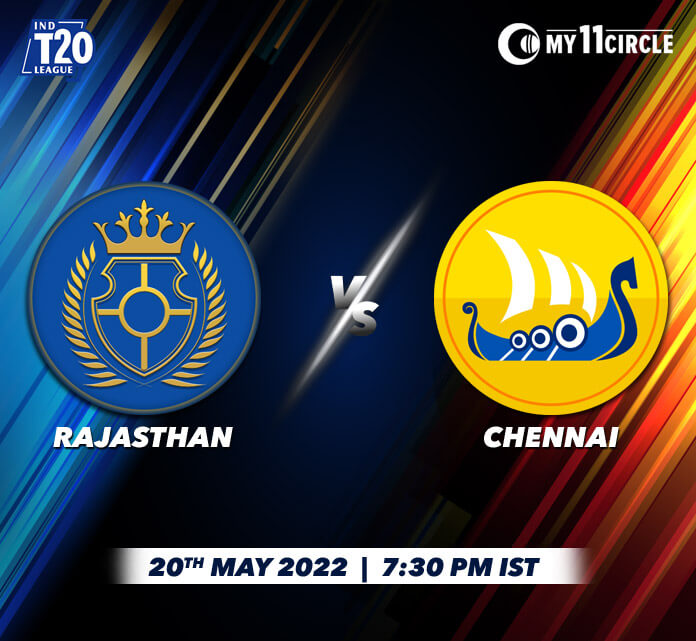 IND
T20
LEAGUE
MY11CIRCLE
VS
RAJASTHAN
CHENNAI
20TH MAY 2022 | 7:30 PM IST